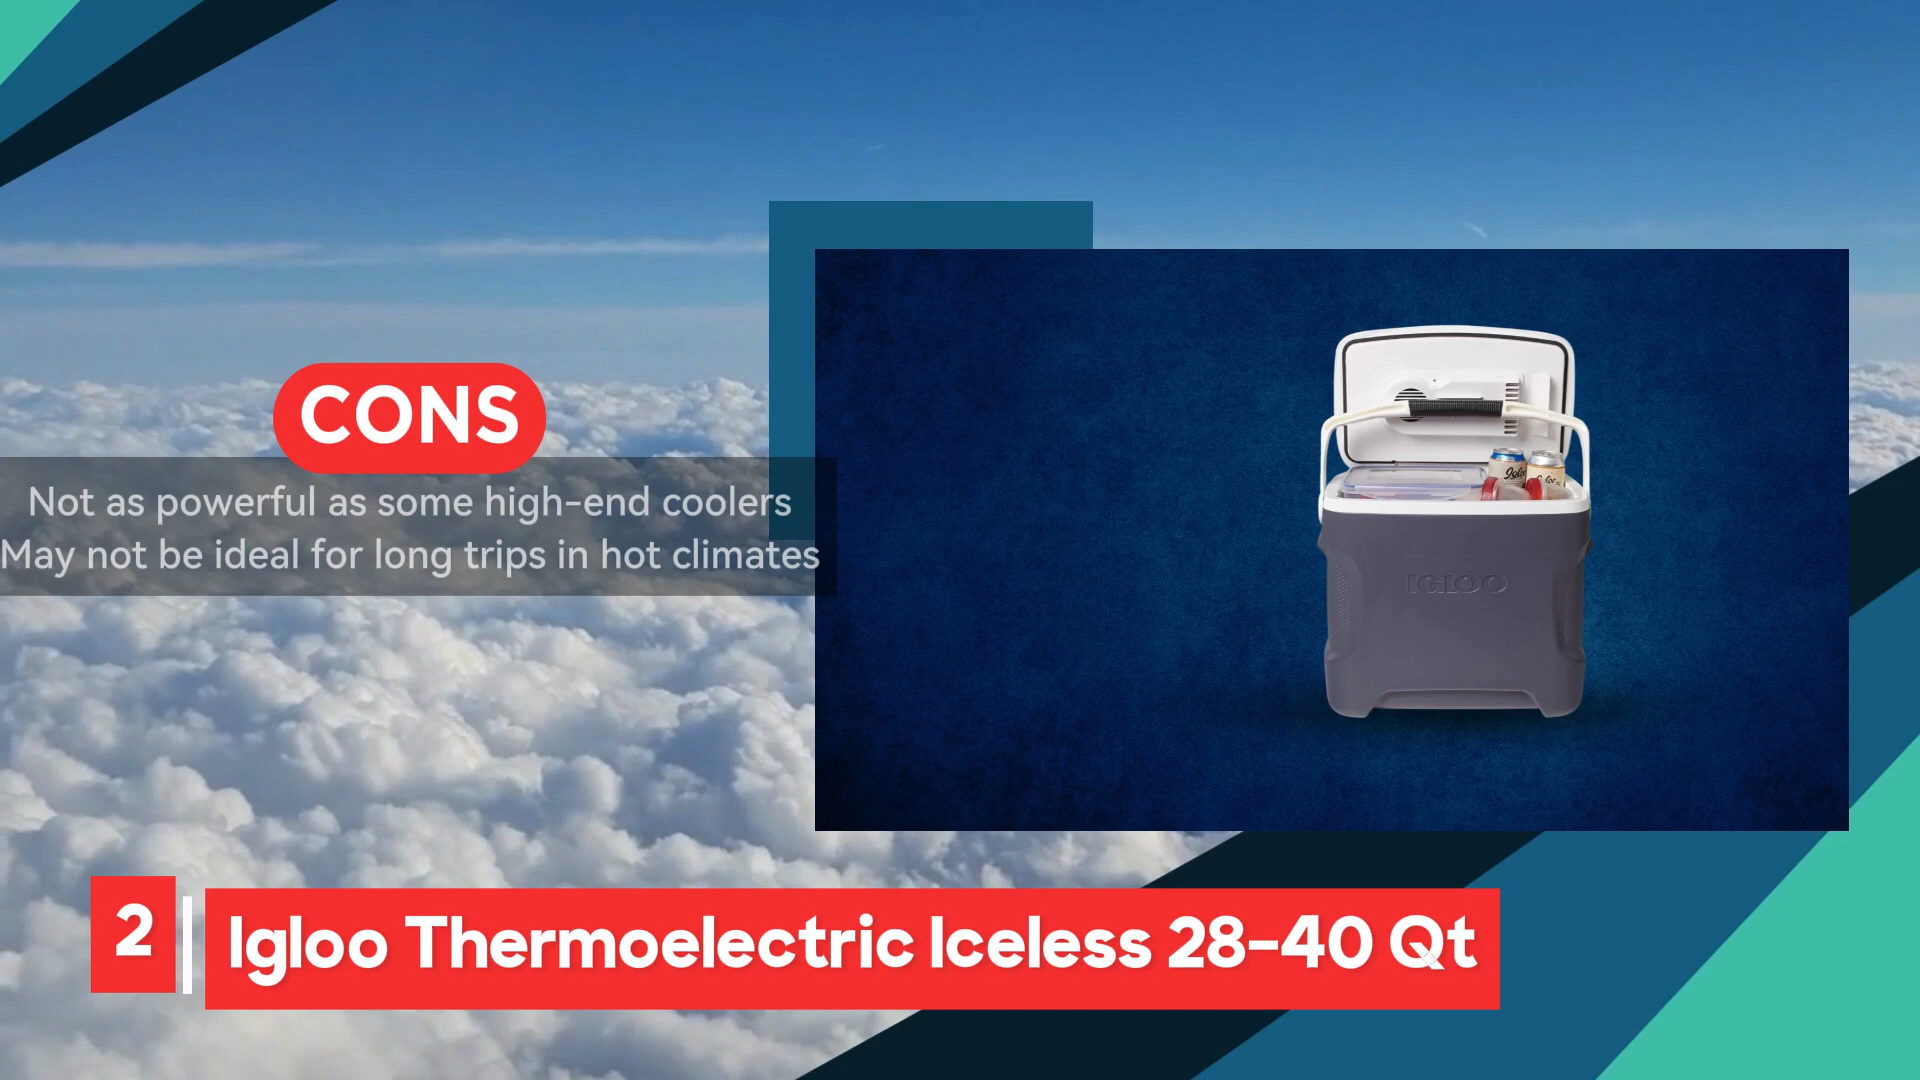 CONS
Not as powerful as some high-end coolers
May not be ideal for long trips in hot climates
Igloo
IGLOO
2
Igloo Thermoelectric Iceless 28-40 Qt